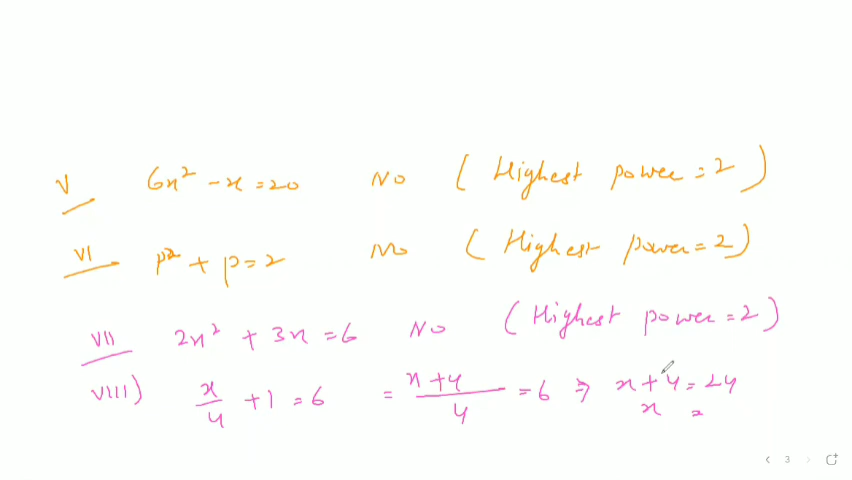 V 6x² - x = 20 No (Highest power = 2)
VI p² + p = 2 No (Highest power = 2)
VII 2x² + 3x = 6 No (Highest power = 2)
VIII) x/4 + 1 = 6 = x+4/4 = 6 ⇒ x + 4 = 24
x =
3